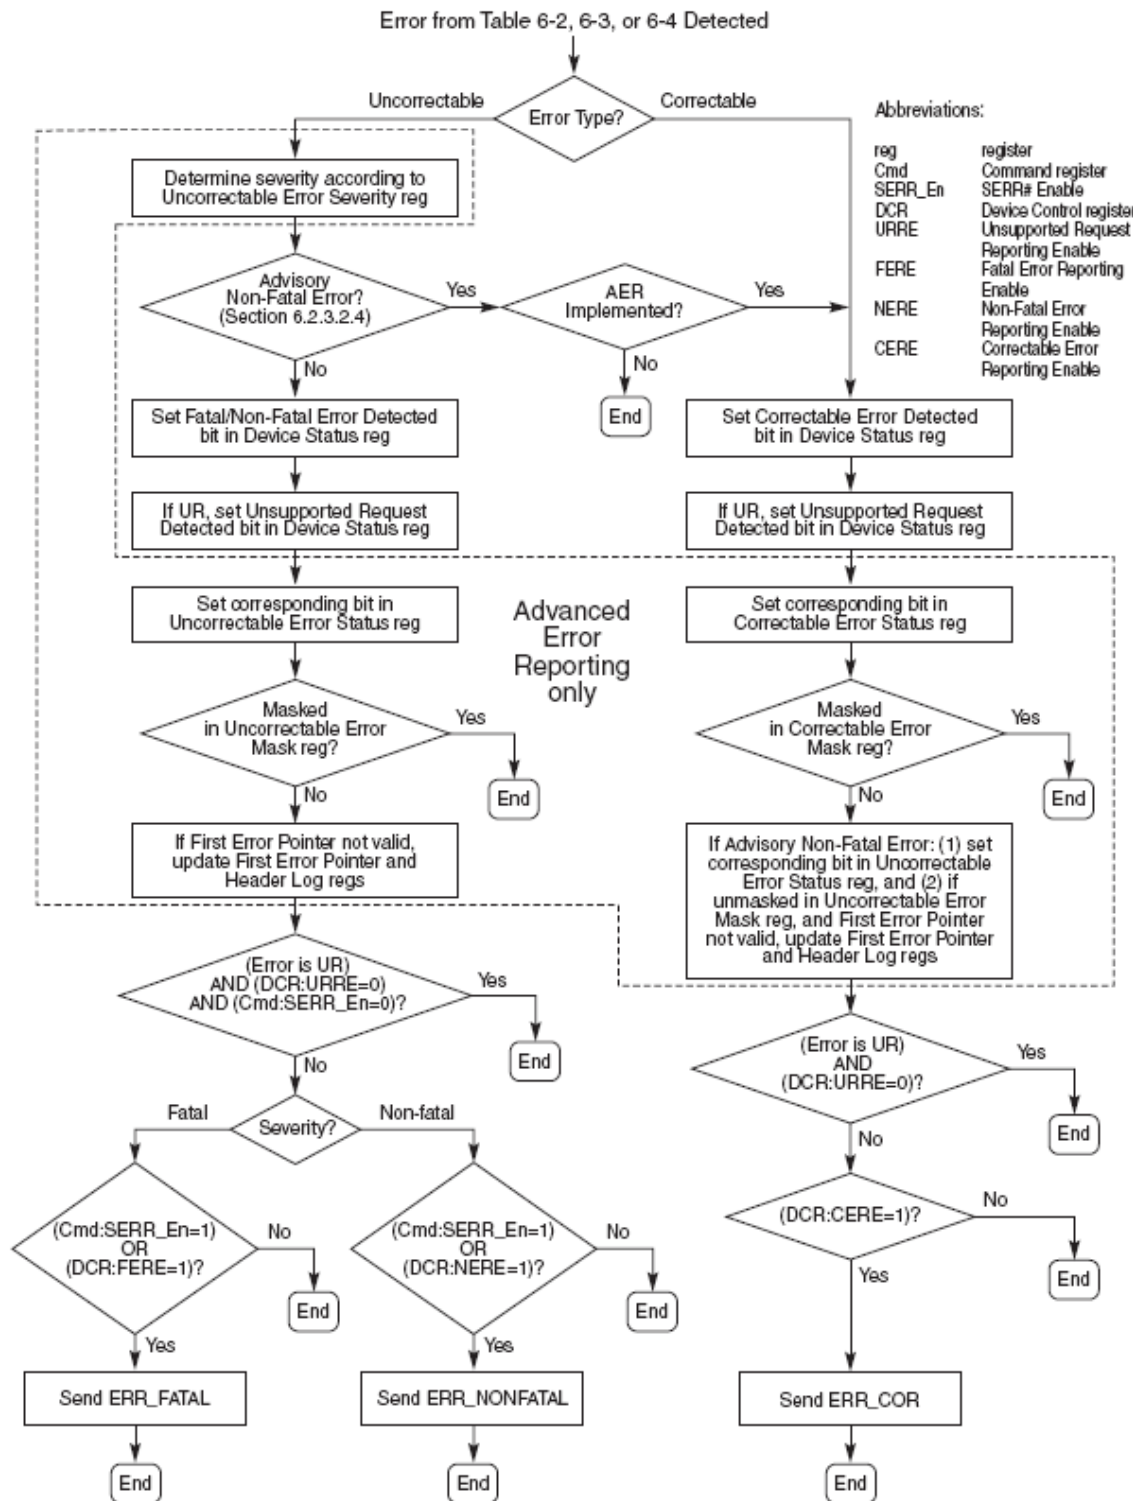 Error from Table 6-2, 6-3, or 6-4 Detected
Uncorrectable
Error Type?
Correctable
Abbreviations:
reg register
Cmd Command register
SERR_En SERR# Enable
DCR Device Control register
URRE Unsupported Request
Reporting Enable
FERE Fatal Error Reporting
Enable
NERE Non-Fatal Error
Reporting Enable
CERE Correctable Error
Reporting Enable
Determine severity according to
Uncorrectable Error Severity reg
Advisory
Non-Fatal Error?
(Section 6.2.3.2.4)
Yes
No
AER
Implemented?
Yes
No
End
Set Fatal/Non-Fatal Error Detected
bit in Device Status reg
Set Correctable Error Detected
bit in Device Status reg
If UR, set Unsupported Request
Detected bit in Device Status reg
If UR, set Unsupported Request
Detected bit in Device Status reg
Set corresponding bit in
Uncorrectable Error Status reg
Advanced
Error
Reporting
only
Set corresponding bit in
Correctable Error Status reg
Masked
in Uncorrectable Error
Mask reg?
Yes
End
No
Masked
in Correctable Error
Mask reg?
Yes
End
No
If First Error Pointer not valid,
update First Error Pointer and
Header Log regs
If Advisory Non-Fatal Error: (1) set
corresponding bit in Uncorrectable
Error Status reg, and (2) if
unmasked in Uncorrectable Error
Mask reg, and First Error Pointer
not valid, update First Error Pointer
and Header Log regs
(Error is UR)
AND (DCR:URRE=0)
AND (Cmd:SERR_En=0)?
Yes
End
No
(Error is UR)
AND
(DCR:URRE=0)?
Yes
End
No
Fatal
Severity?
Non-fatal
(Cmd:SERR_En=1)
OR
(DCR:FERE=1)?
No
End
Yes
(Cmd:SERR_En=1)
OR
(DCR:NERE=1)?
No
End
Yes
(DCR:CERE=1)?
No
End
Yes
Send ERR_FATAL
Send ERR_NONFATAL
Send ERR_COR
End
End
End